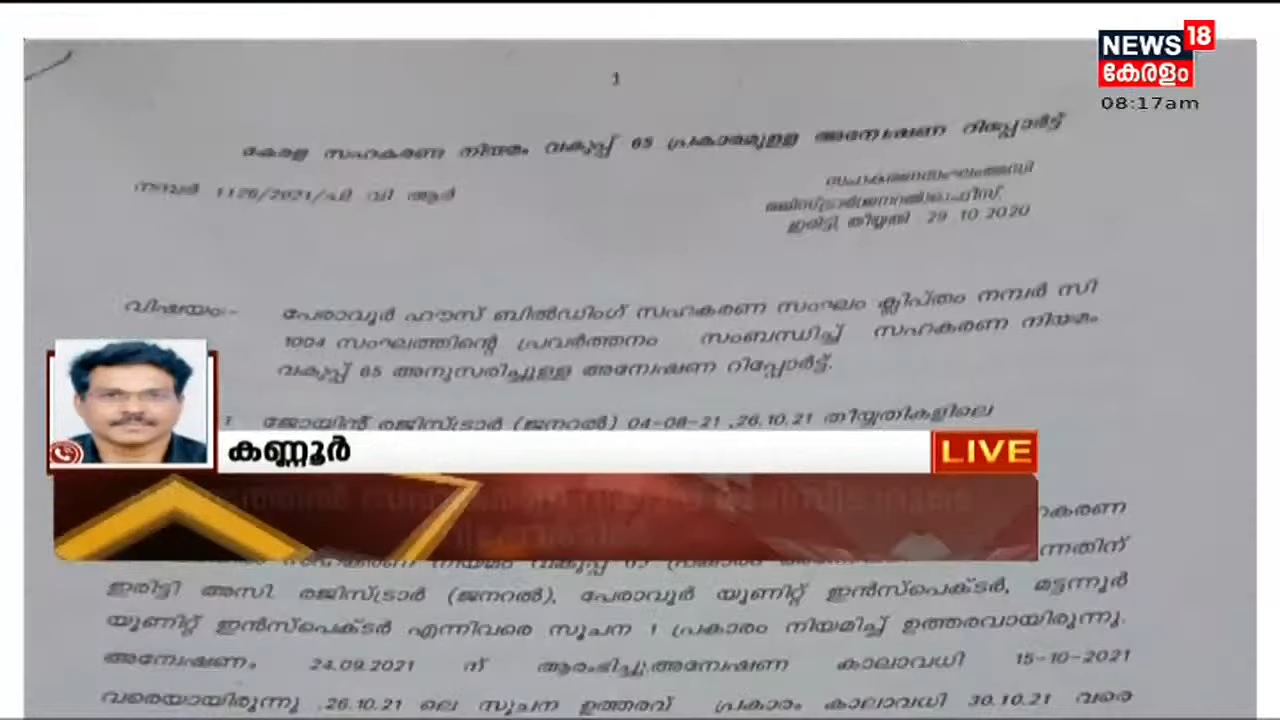 NEWS 18
കേരളം
08:17am
1
കേരള സഹകരണ നിയമം വകുപ്പ് 65 പ്രകാരമുള്ള അന്വേഷണ റിപ്പോർട്ട്
നമ്പർ 1126/2021/പി വി ആർ
സഹകരണസംഘംഅസി
രജിസ്ട്രാർജനറൽഓഫീസ്
ഇരിട്ടി തീയ്യതി 29 10.2020
വിഷയം:- പേരാവൂർ ഹൗസ് ബിൽഡിംഗ് സഹകരണ സംഘം ക്ലിപ്തം നമ്പർ സി
1004 സംഘത്തിന്റെ പ്രവർത്തനം സംബന്ധിച്ച് സഹകരണ നിയമം
വകുപ്പ് 65 അനുസരിച്ചുള്ള അന്വേഷണ റിപ്പോർട്ട്.
ജോയിന്റ് രജിസ്ട്രാർ (ജനറൽ) 04-08-21 ,26.10.21 തീയ്യതികളിലെ
കണ്ണൂർ
LIVE
ഇരിട്ടി അസി. രജിസ്ട്രാർ (ജനറൽ), പേരാവൂർ യൂണിറ്റ് ഇൻസ്പെക്ടർ, മട്ടന്നൂർ
യൂണിറ്റ് ഇൻസ്പെക്ടർ എന്നിവരെ സൂചന 1 പ്രകാരം നിയമിച്ച് ഉത്തരവായിരുന്നു.
അന്വേഷണം 24.09.2021 ന് ആരംഭിച്ചു.അന്വേഷണ കാലാവധി 15-10-2021
വരെയായിരുന്നു .26.10.21 ലെ സൂചന ഉത്തരവ് പ്രകാരം കാലാവധി 30.10.21 വരെ